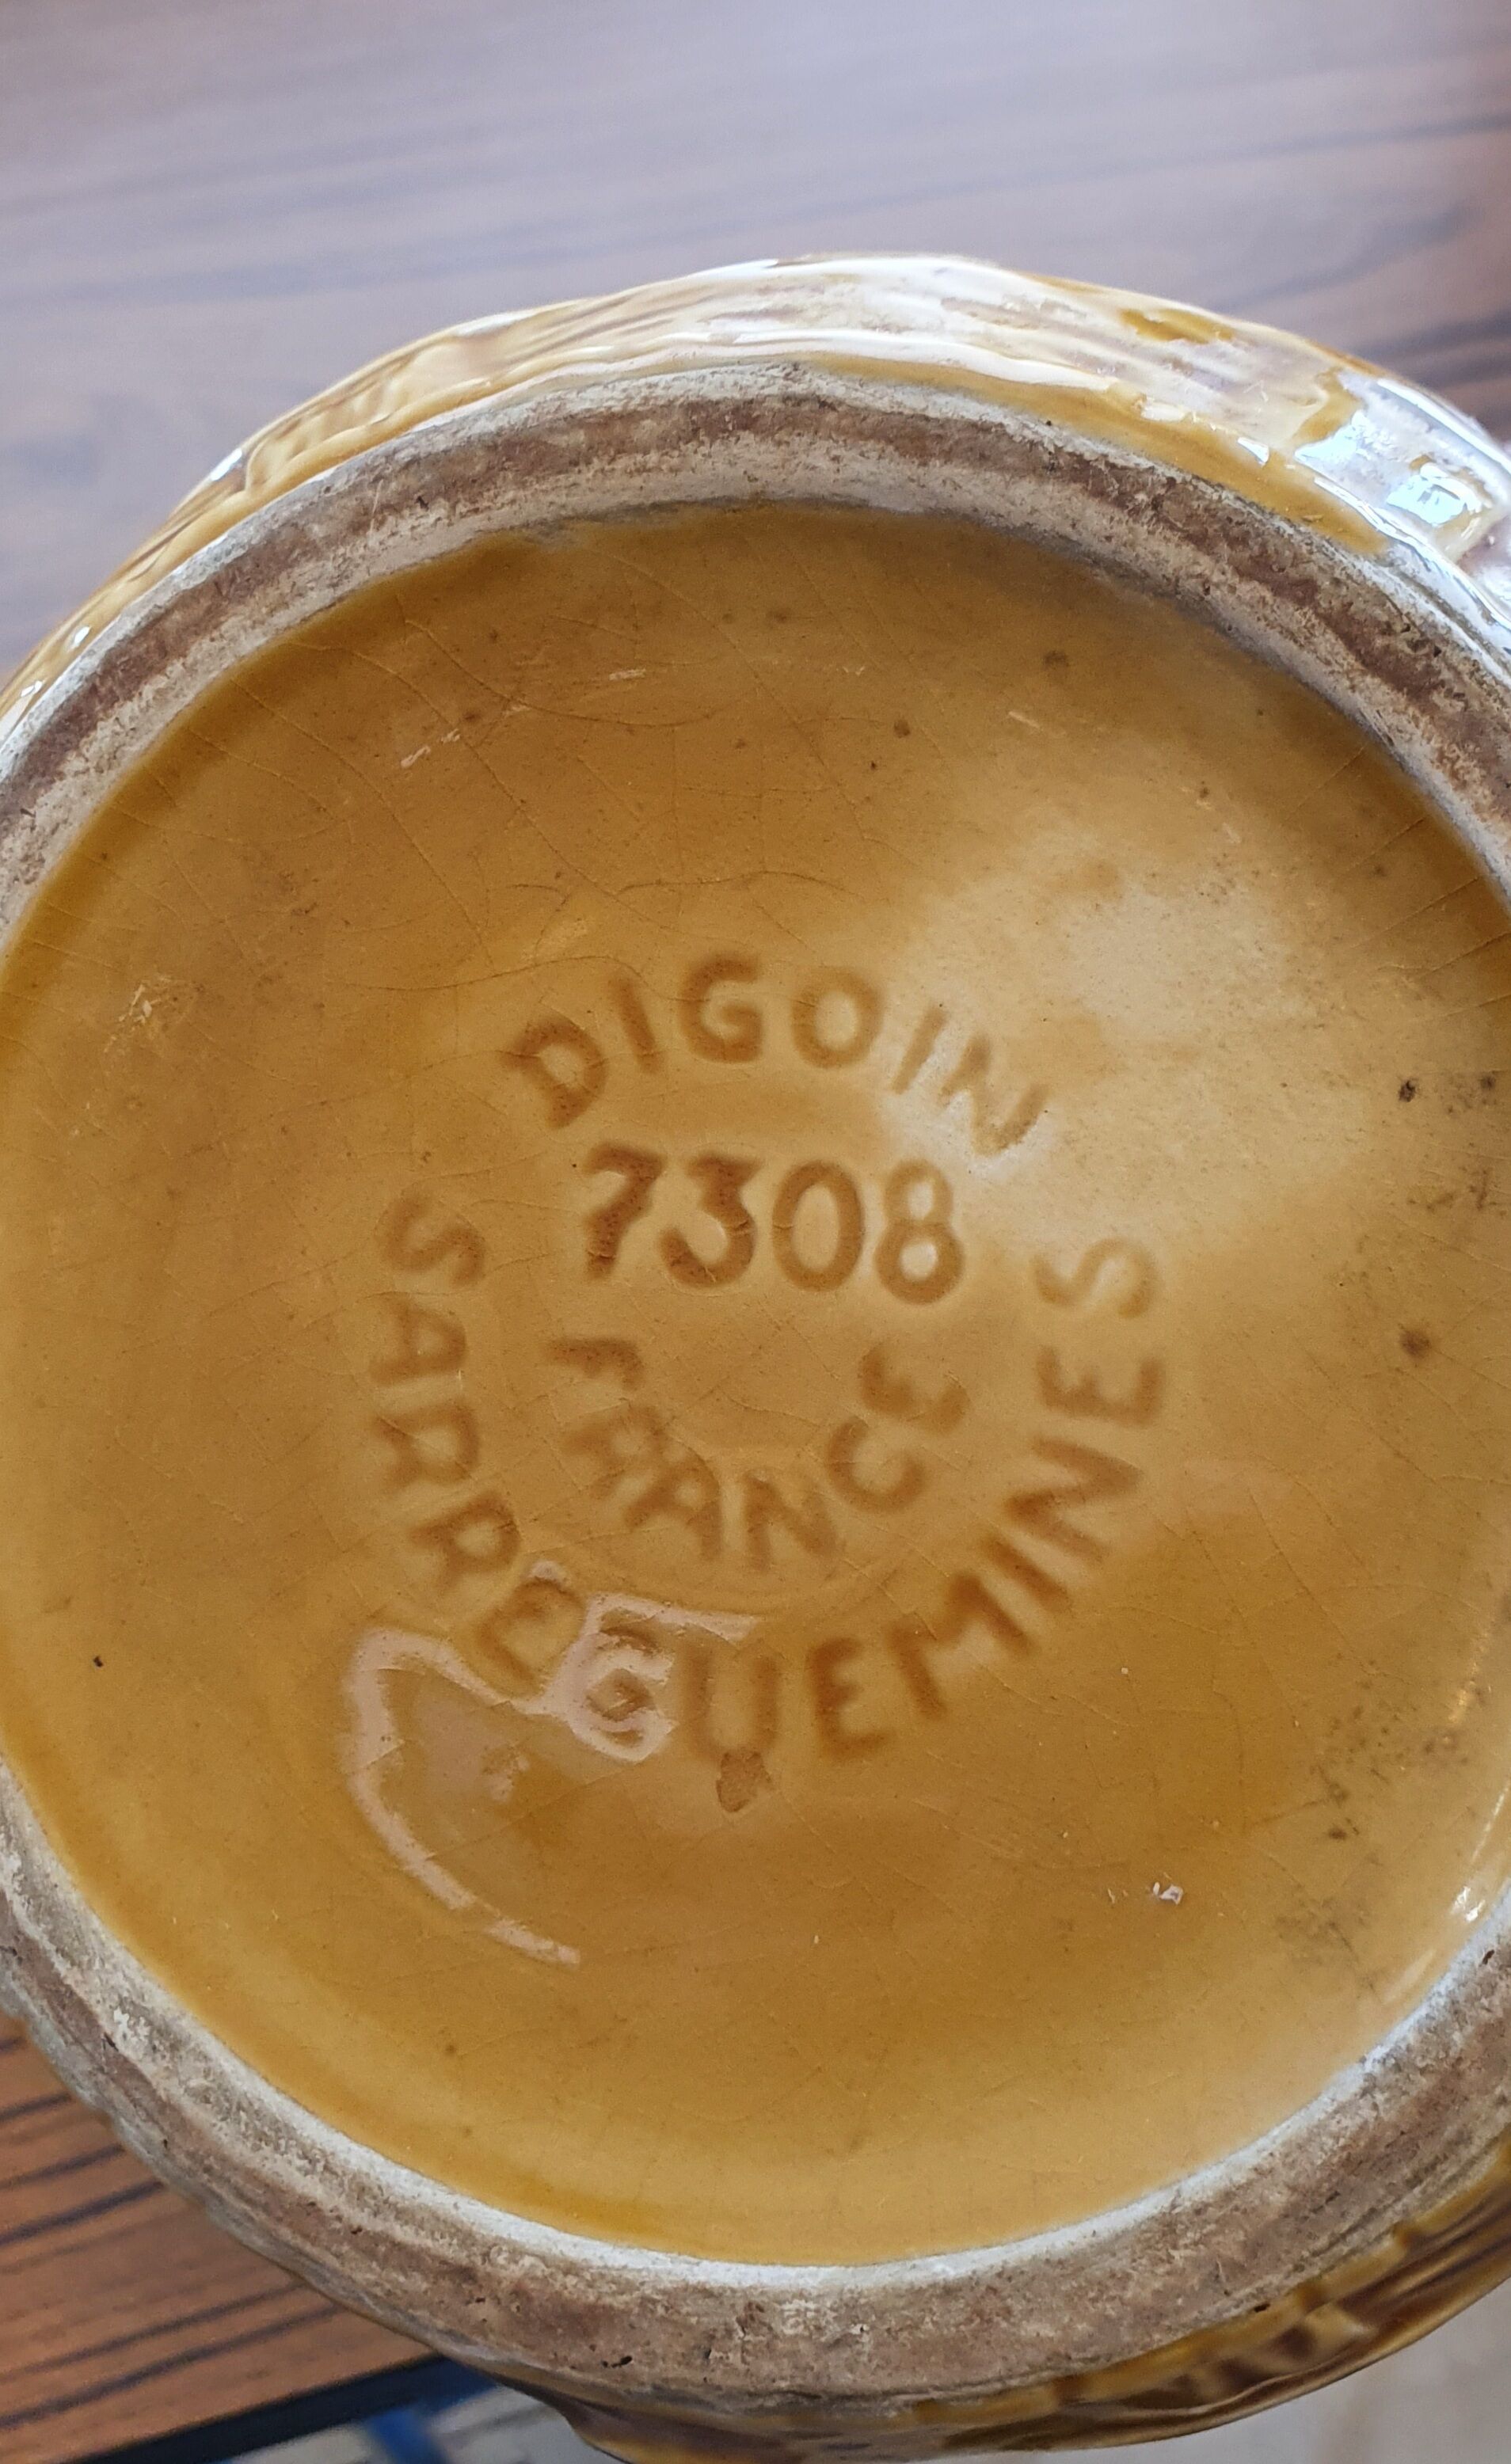 DIGOIN
7308
FRANCE
SARREGUEMINES